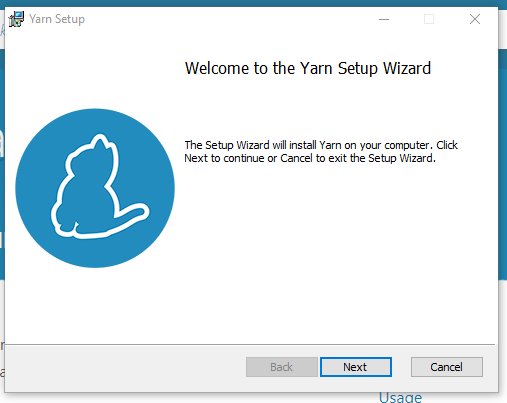 Yarn Setup
Welcome to the Yarn Setup Wizard
The Setup Wizard will install Yarn on your computer. Click
Next to continue or Cancel to exit the Setup Wizard.
Back
Next
Cancel
Usage